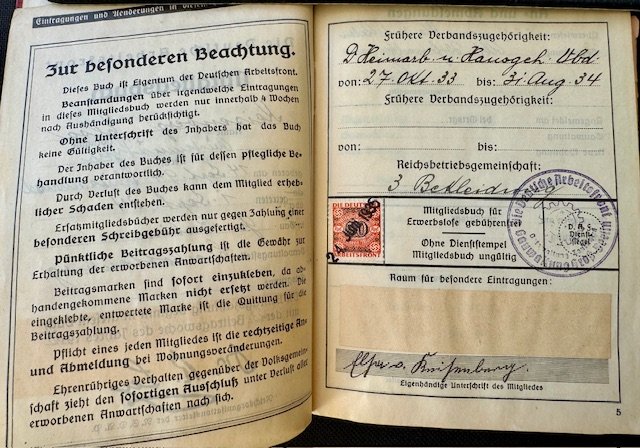 Eintragungen und Aenderungen in diesem
Zur besonderen Beachtung.
Dieses Buch ist Eigentum der Deutschen Arbeitsfront.
Beanstandungen über irgendwelche Eintragungen
in dieses Mitgliedsbuch werden nur innerhalb 4 Wochen
nach Aushändigung berücksichtigt.
Ohne Unterschrift des Inhabers hat das Buch
keine Gültigkeit.
Der Inhaber des Buches ist für dessen pflegliche Be-
handlung verantwortlich.
Durch Verlust des Buches kann dem Mitglied erheb-
licher Schaden entstehen.
Ersatzmitgliedsbücher werden nur gegen Zahlung einer
besonderen Schreibgebühr ausgefertigt.
Pünktliche Beitragszahlung ist die Gewähr zur
Erhaltung der erworbenen Anwartschaften.
Beitragsmarken sind sofort einzukleben, da ab-
handengekommene Marken nicht ersetzt werden. Die
eingeklebte, entwertete Marke ist die Quittung für die
Beitragszahlung.
Pflicht eines jeden Mitgliedes ist die rechtzeitige An-
und Abmeldung bei Wohnungsveränderungen.
Ehrenrühriges Verhalten gegenüber der Volksgemein-
schaft zieht den sofortigen Ausschluß unter Verlust aller
erworbenen Anwartschaften nach sich.
Frühere Verbandszugehörigkeit:
D. Heimarb. u. Hausgeh. Vbd
von: 27. Okt. 33 bis: 31. Aug 34
Frühere Verbandszugehörigkeit:
von: bis:
Reichsbetriebsgemeinschaft:
3 Bekleidung
DIE DEUTSCHE
ARBEITSFRONT
Mitgliedsbuch für
Erwerbslose gebührenfrei
Ohne Dienststempel
Mitgliedsbuch ungültig
Die Deutsche Arbeitsfront
D. A. F.
Dienst-
Siegel
Raum für besondere Eintragungen:
Eigenhändige Unterschrift des Mitgliedes
5